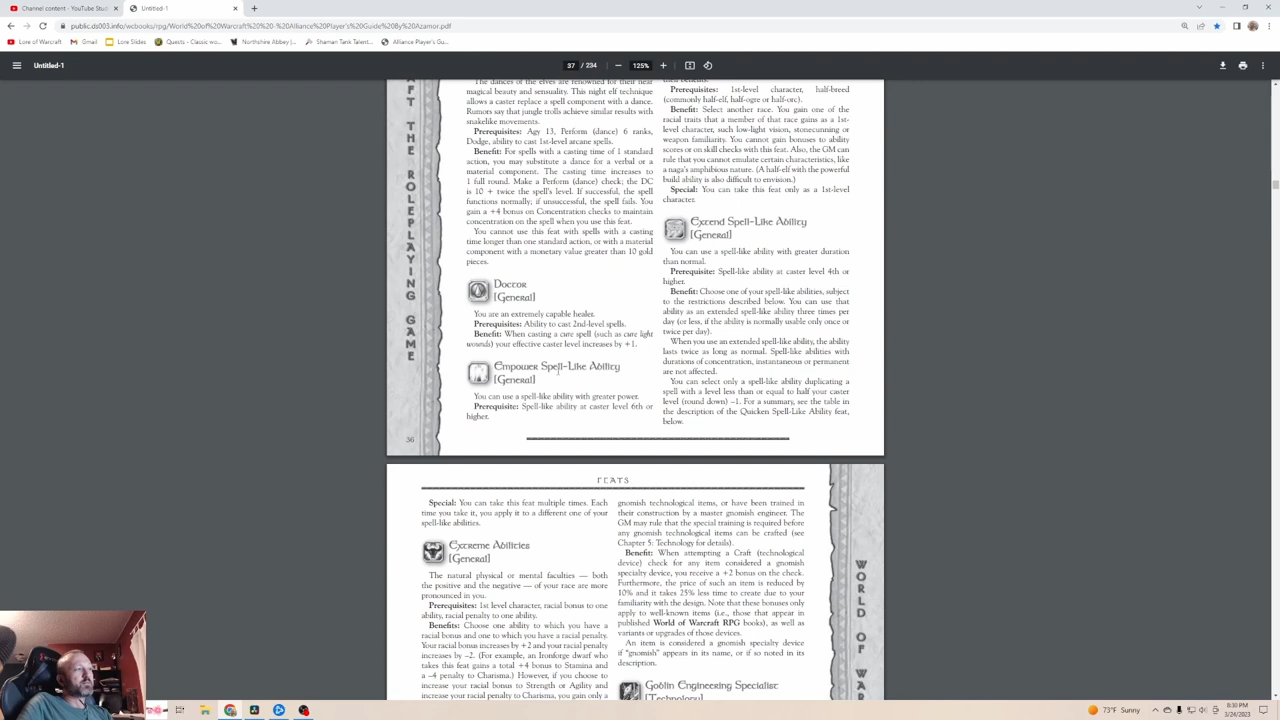 Channel content - YouTube Stud
Untitled-1
public.ds003.info/wcbooks/rpg/World%20of%20Warcraft%20%20-%20Alliance%20Player's%20Guide%20By%20Azamor.pdf
Lore of Warcraft
Gmail
Lore Slides
Quests - Classic wo...
Northshire Abbey |...
Shaman Tank Talent...
Alliance Player's Gu...
Untitled-1
37 / 234
125%
AFT THE ROLEPLAYING GAME
The dances of the elves are renowned for their near
magical beauty and sensuality. This night elf technique
allows a caster replace a spell component with a dance.
Rumors say that jungle trolls achieve similar results with
snakelike movements.
Prerequisites: Agy 13, Perform (dance) 6 ranks,
Dodge, ability to cast 1st-level arcane spells.
Benefit: For spells with a casting time of 1 standard
action, you may substitute a dance for a verbal or a
material component. The casting time increases to
1 full round. Make a Perform (dance) check; the DC
is 10 + twice the spell's level. If successful, the spell
functions normally; if unsuccessful, the spell fails. You
gain a +4 bonus on Concentration checks to maintain
concentration on the spell when you use this feat.
You cannot use this feat with spells with a casting
time longer than one standard action, or with a material
component with a monetary value greater than 10 gold
pieces.
Doctor
[General]
You are an extremely capable healer.
Prerequisites: Ability to cast 2nd-level spells.
Benefit: When casting a cure spell (such as cure light
wounds) your effective caster level increases by +1.
Empower Spell-Like Ability
[General]
You can use a spell-like ability with greater power.
Prerequisite: Spell-like ability at caster level 6th or
higher.
36
their benefits.
Prerequisites: 1st-level character, half-breed
(commonly half-elf, half-ogre or half-orc).
Benefit: Select another race. You gain one of the
racial traits that a member of that race gains as a 1st-
level character, such low-light vision, stonecunning or
weapon familiarity. You cannot gain bonuses to ability
scores or on skill checks with this feat. Also, the GM can
rule that you cannot emulate certain characteristics, like
a naga's amphibious nature. (A half-elf with the powerful
build ability is also difficult to envision.)
Special: You can take this feat only as a 1st-level
character.
Extend Spell-Like Ability
[General]
You can use a spell-like ability with greater duration
than normal.
Prerequisite: Spell-like ability at caster level 4th or
higher.
Benefit: Choose one of your spell-like abilities, subject
to the restrictions described below. You can use that
ability as an extended spell-like ability three times per
day (or less, if the ability is normally usable only once or
twice per day).
When you use an extended spell-like ability, the ability
lasts twice as long as normal. Spell-like abilities with
durations of concentration, instantaneous or permanent
are not affected.
You can select only a spell-like ability duplicating a
spell with a level less than or equal to half your caster
level (round down) –1. For a summary, see the table in
the description of the Quicken Spell-Like Ability feat,
below.
FEATS
Special: You can take this feat multiple times. Each
time you take it, you apply it to a different one of your
spell-like abilities.
Extreme Abilities
[General]
The natural physical or mental faculties — both
the positive and the negative — of your race are more
pronounced in you.
Prerequisites: 1st level character, racial bonus to one
ability, racial penalty to one ability.
Benefits: Choose one ability to which you have a
racial bonus and one to which you have a racial penalty.
Your racial bonus increases by +2 and your racial penalty
increases by –2. (For example, an Ironforge dwarf who
takes this feat gains a total +4 bonus to Stamina and
a –4 penalty to Charisma.) However, if you choose to
increase your racial bonus to Strength or Agility and
increase your racial penalty to Charisma, you gain only a
gnomish technological items, or have been trained in
their construction by a master gnomish engineer. The
GM may rule that the special training is required before
any gnomish technological items can be crafted (see
Chapter 5: Technology for details).
Benefit: When attempting a Craft (technological
device) check for any item considered a gnomish
specialty device, you receive a +2 bonus on the check.
Furthermore, the price of such an item is reduced by
10% and it takes 25% less time to create due to your
familiarity with the design. Note that these bonuses only
apply to well-known items (i.e., those that appear in
published World of Warcraft RPG books), as well as
variants or upgrades of those devices.
An item is considered a gnomish specialty device
if "gnomish" appears in its name, or if so noted in its
description.
Goblin Engineering Specialist
[Technology]
WORLD OF WAR
73°F Sunny
8:30 PM
3/24/2023